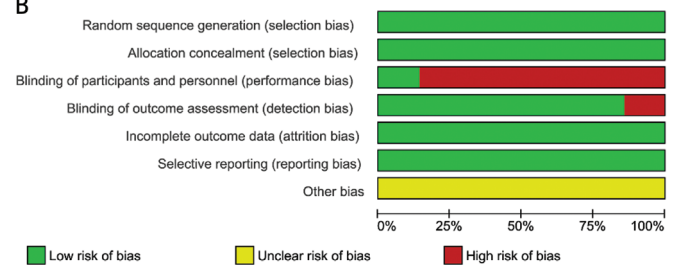 B
Random sequence generation (selection bias)
Allocation concealment (selection bias)
Blinding of participants and personnel (performance bias)
Blinding of outcome assessment (detection bias)
Incomplete outcome data (attrition bias)
Selective reporting (reporting bias)
Other bias
0% 25% 50% 75% 100%
Low risk of bias Unclear risk of bias High risk of bias